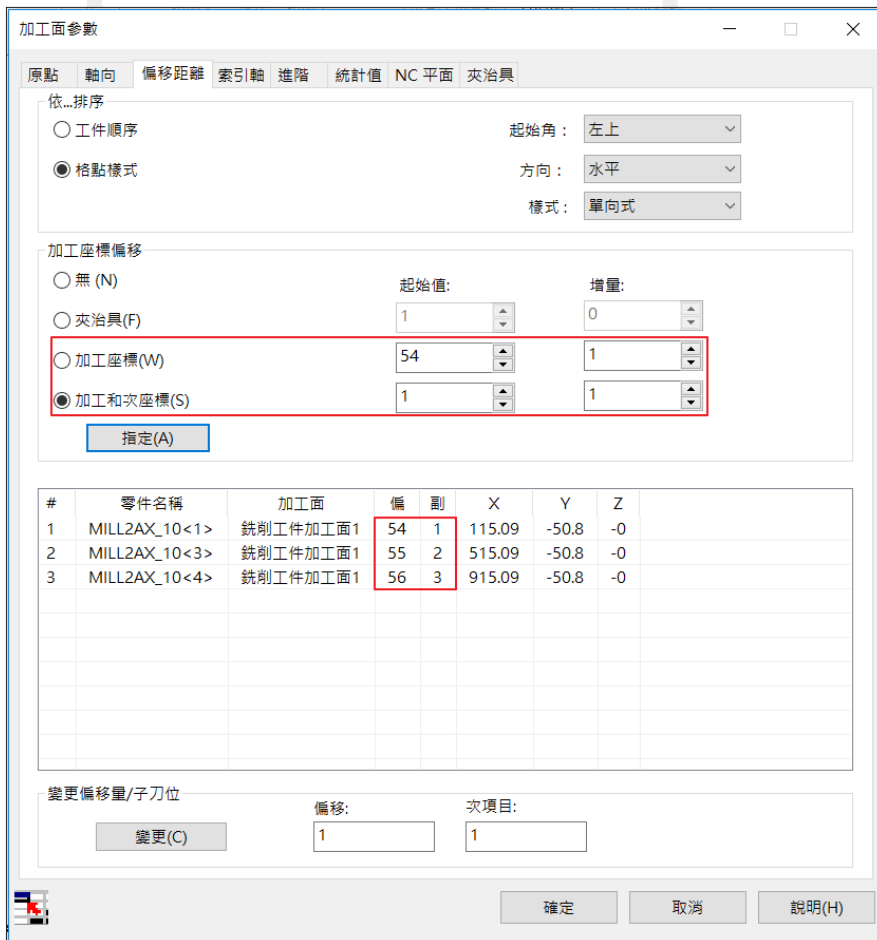 加工面參數
原點 軸向 偏移距離 索引軸 進階 統計值 NC 平面 夾治具
依...排序
工件順序 起始角： 左上
格點樣式 方向： 水平
樣式： 單向式
加工座標偏移
無 (N) 起始值: 增量:
夾治具(F) 1 0
加工座標(W) 54 1
加工和次座標(S) 1 1
指定(A)
# 零件名稱 加工面 偏 副 X Y Z
1 MILL2AX_10<1> 銑削工件加工面1 54 1 115.09 -50.8 -0
2 MILL2AX_10<3> 銑削工件加工面1 55 2 515.09 -50.8 -0
3 MILL2AX_10<4> 銑削工件加工面1 56 3 915.09 -50.8 -0
變更偏移量/子刀位
偏移: 次項目:
變更(C) 1 1
確定 取消 說明(H)